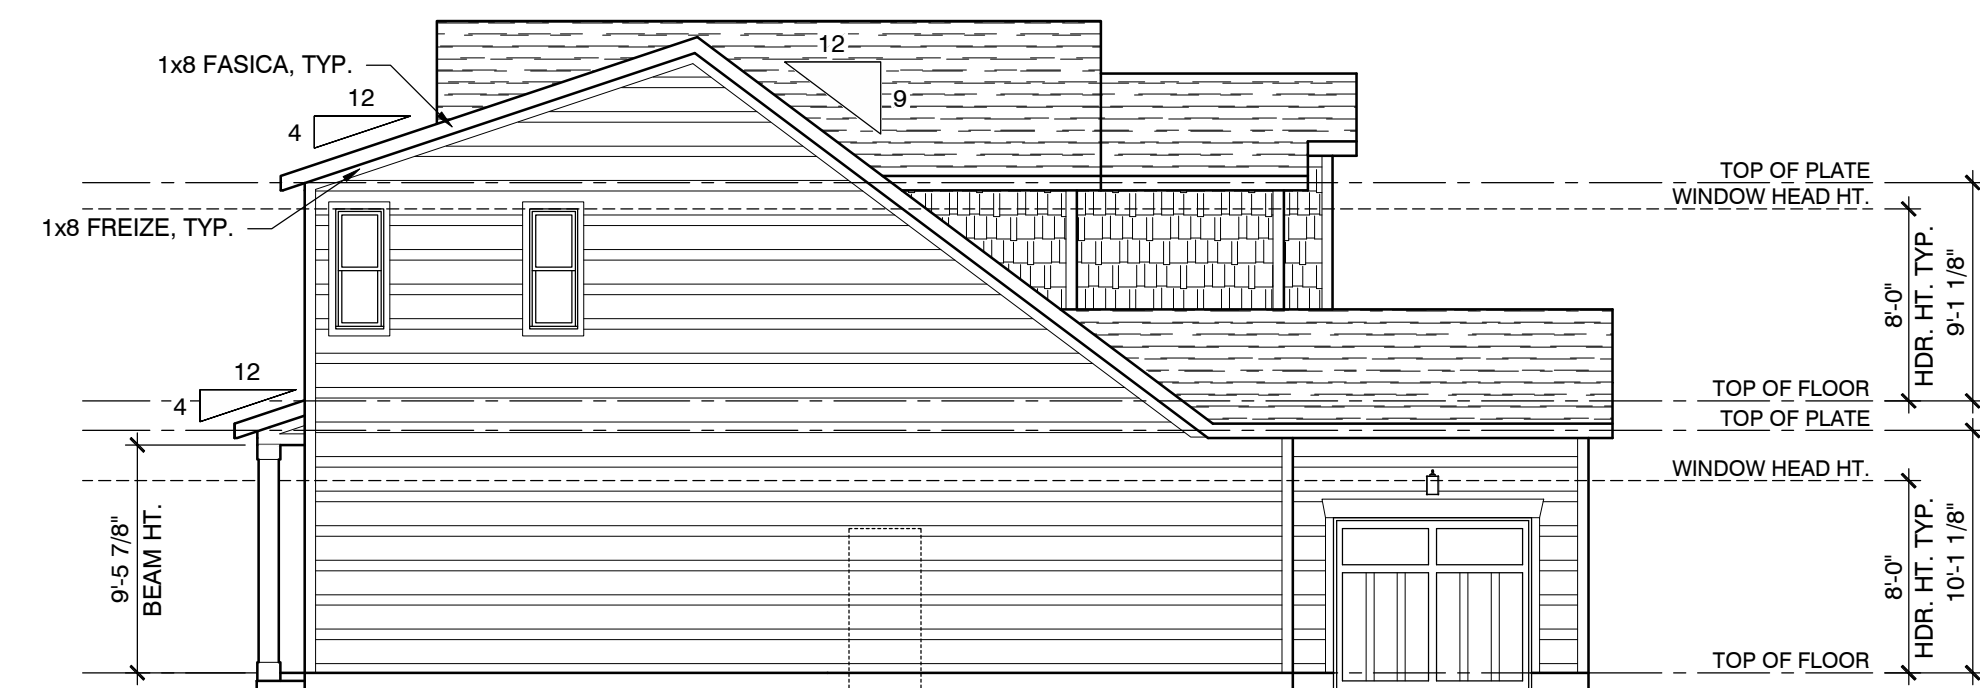 12
1x8 FASICA, TYP.
12
9
4
TOP OF PLATE
WINDOW HEAD HT.
1x8 FREIZE, TYP.
8'-0"
HDR. HT. TYP.
9'-1 1/8"
12
4
TOP OF FLOOR
TOP OF PLATE
WINDOW HEAD HT.
9'-5 7/8"
BEAM HT.
8'-0"
HDR. HT. TYP.
10'-1 1/8"
TOP OF FLOOR